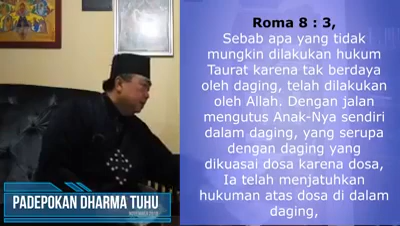 Roma 8 : 3,
Sebab apa yang tidak
mungkin dilakukan hukum
Taurat karena tak berdaya
oleh daging, telah dilakukan
oleh Allah. Dengan jalan
mengutus Anak-Nya sendiri
dalam daging, yang serupa
dengan daging yang
dikuasai dosa karena dosa,
Ia telah menjatuhkan
hukuman atas dosa di dalam
daging,
PADEPOKAN DHARMA TUHU